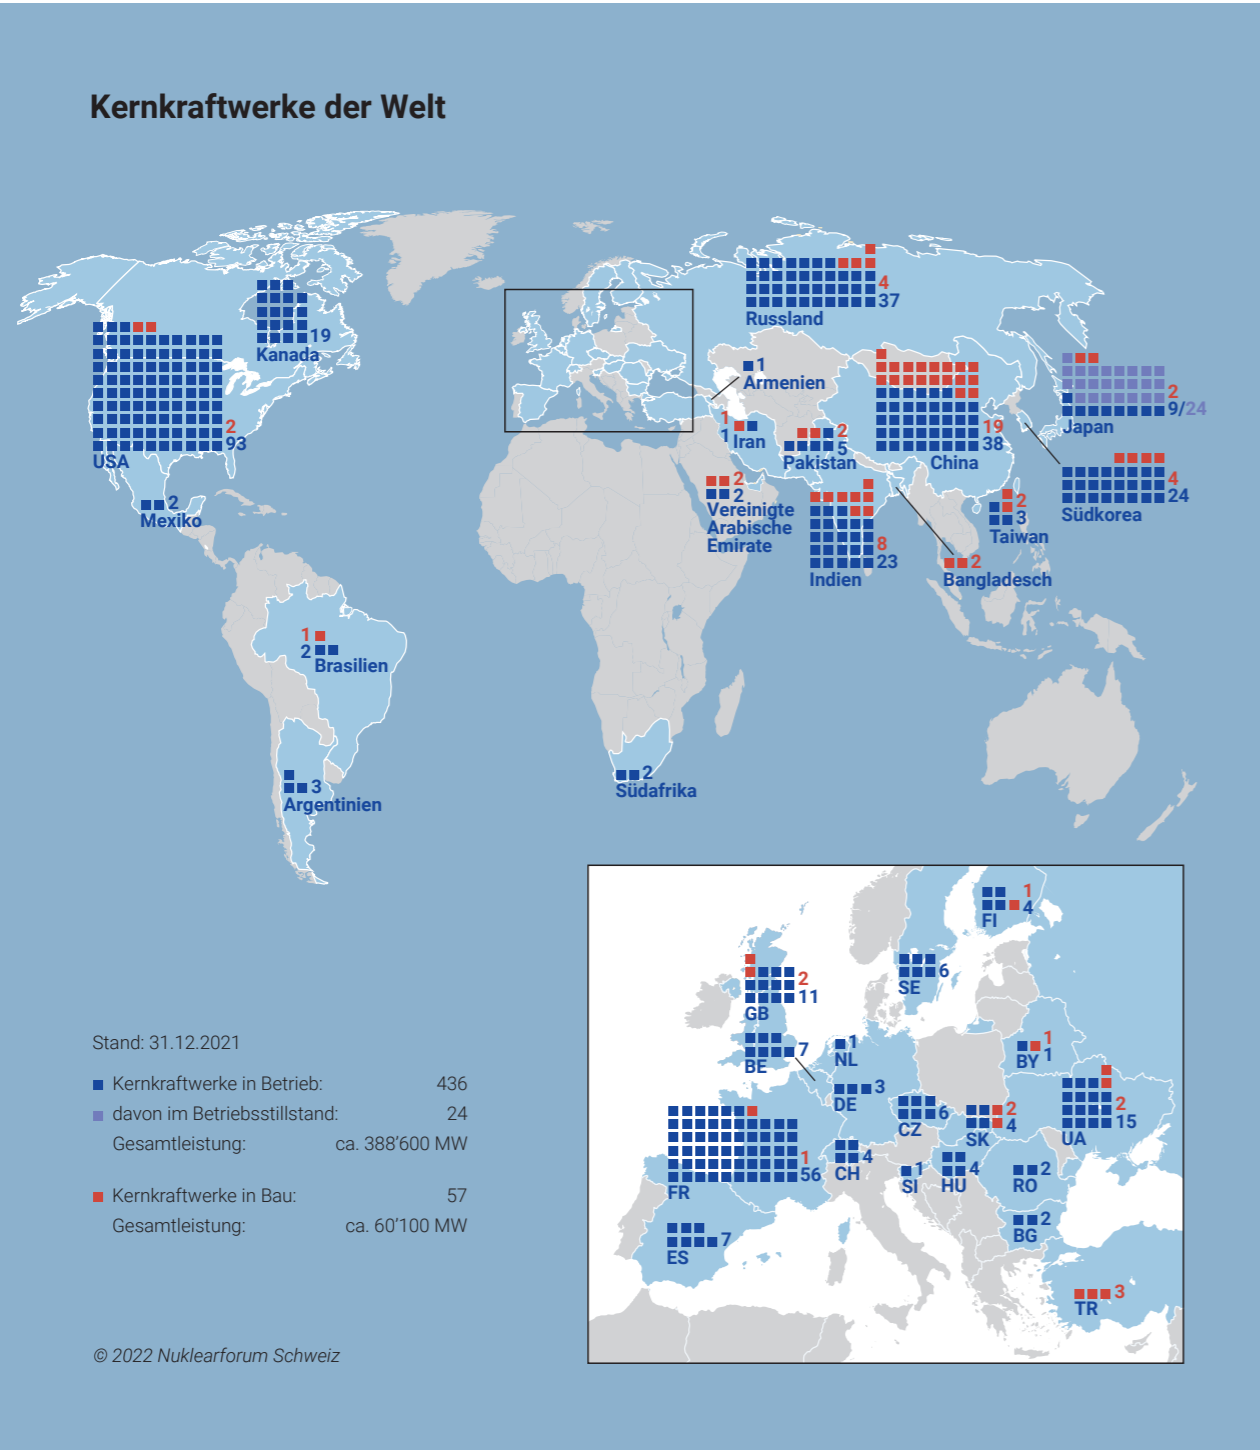 Kernkraftwerke der Welt
19
Kanada
2
93
USA
2
Mexiko
1
2
Brasilien
3
Argentinien
2
Südafrika
4
37
Russland
1
Armenien
1
1
Iran
2
5
Pakistan
2
2
Vereinigte
Arabische
Emirate
8
23
Indien
19
38
China
2
9/24
Japan
4
24
Südkorea
2
3
Taiwan
2
Bangladesch
1
4
FI
6
SE
2
11
GB
7
BE
1
NL
3
DE
1
1
BY
6
CZ
2
4
SK
2
15
UA
1
56
FR
4
CH
1
SI
4
HU
2
RO
2
BG
7
ES
3
TR
Stand: 31.12.2021
Kernkraftwerke in Betrieb: 436
davon im Betriebsstillstand: 24
Gesamtleistung: ca. 388'600 MW
Kernkraftwerke in Bau: 57
Gesamtleistung: ca. 60'100 MW
© 2022 Nuklearforum Schweiz